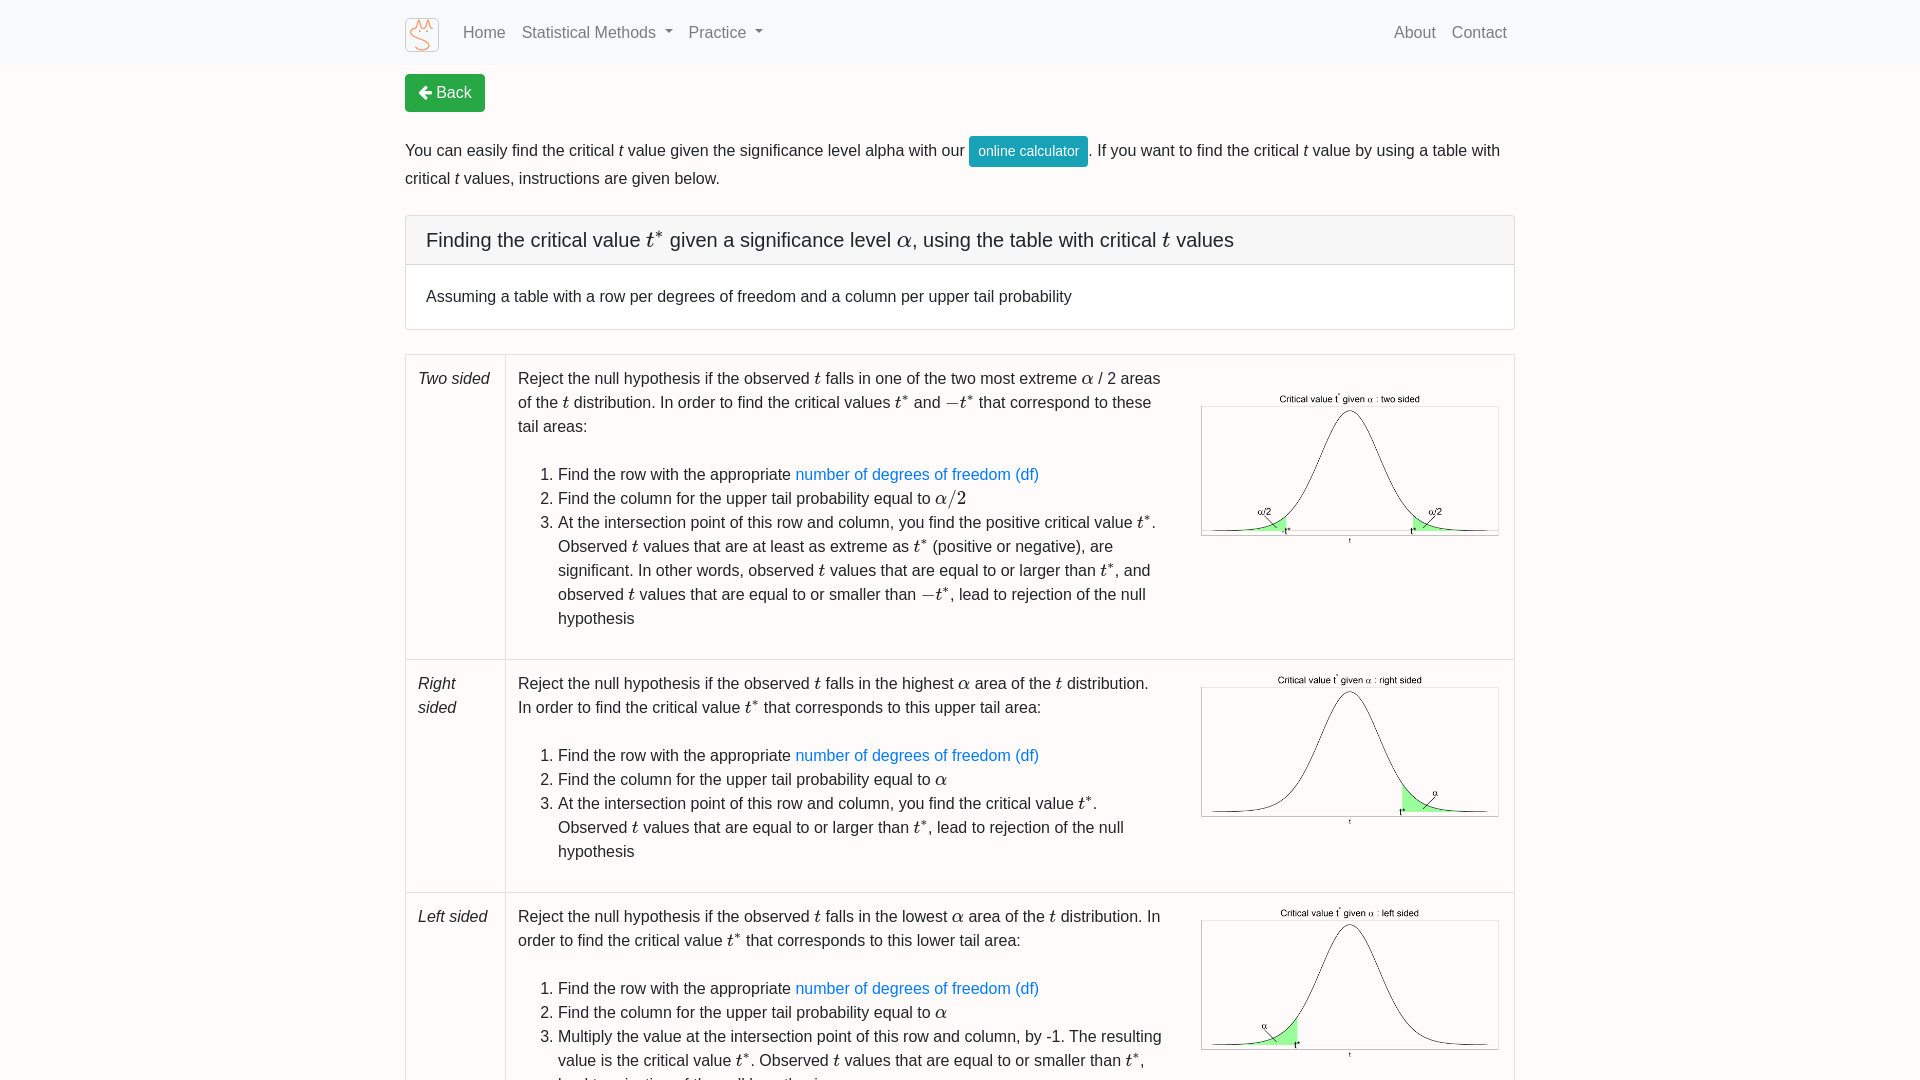 Home Statistical Methods Practice About Contact
Back
You can easily find the critical t value given the significance level alpha with our online calculator. If you want to find the critical t value by using a table with
critical t values, instructions are given below.
Finding the critical value t* given a significance level α, using the table with critical t values
Assuming a table with a row per degrees of freedom and a column per upper tail probability
Two sided
Reject the null hypothesis if the observed t falls in one of the two most extreme α / 2 areas
of the t distribution. In order to find the critical values t* and −t* that correspond to these
tail areas:
1. Find the row with the appropriate number of degrees of freedom (df)
2. Find the column for the upper tail probability equal to α/2
3. At the intersection point of this row and column, you find the positive critical value t*.
Observed t values that are at least as extreme as t* (positive or negative), are
significant. In other words, observed t values that are equal to or larger than t*, and
observed t values that are equal to or smaller than −t*, lead to rejection of the null
hypothesis
Critical value t* given α : two sided
α/2 α/2
-t* t*
t
Right
sided
Reject the null hypothesis if the observed t falls in the highest α area of the t distribution.
In order to find the critical value t* that corresponds to this upper tail area:
1. Find the row with the appropriate number of degrees of freedom (df)
2. Find the column for the upper tail probability equal to α
3. At the intersection point of this row and column, you find the critical value t*.
Observed t values that are equal to or larger than t*, lead to rejection of the null
hypothesis
Critical value t* given α : right sided
α
t*
t
Left sided
Reject the null hypothesis if the observed t falls in the lowest α area of the t distribution. In
order to find the critical value t* that corresponds to this lower tail area:
1. Find the row with the appropriate number of degrees of freedom (df)
2. Find the column for the upper tail probability equal to α
3. Multiply the value at the intersection point of this row and column, by -1. The resulting
value is the critical value t*. Observed t values that are equal to or smaller than t*,
Critical value t* given α : left sided
α
t*
t